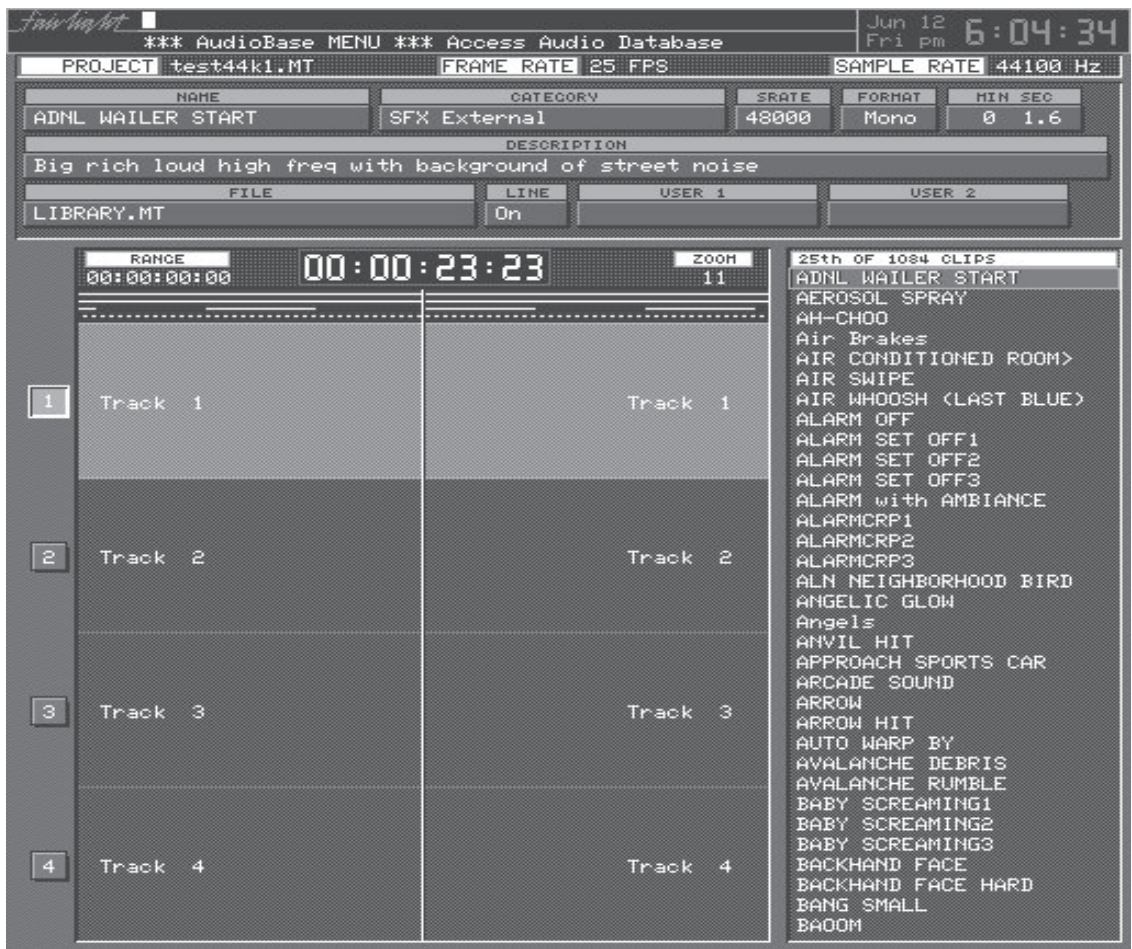 fairlight
Jun 12
Fri pm
6:04:34
*** AudioBase MENU *** Access Audio Database
PROJECT test44k1.MT FRAME RATE 25 FPS SAMPLE RATE 44100 Hz
NAME CATEGORY SRATE FORMAT MIN SEC
ADNL WAILER START SFX External 48000 Mono 0 1.6
DESCRIPTION
Big rich loud high freq with background of street noise
FILE LINE USER 1 USER 2
LIBRARY.MT On
RANGE
00:00:00:00
00:00:23:23
ZOOM
11
1 Track 1 Track 1
2 Track 2 Track 2
3 Track 3 Track 3
4 Track 4 Track 4
25th OF 1084 CLIPS
ADNL WAILER START
AEROSOL SPRAY
AH-CHOO
Air Brakes
AIR CONDITIONED ROOM>
AIR SWIPE
AIR WHOOSH (LAST BLUE)
ALARM OFF
ALARM SET OFF1
ALARM SET OFF2
ALARM SET OFF3
ALARM with AMBIANCE
ALARMCRP1
ALARMCRP2
ALARMCRP3
ALN NEIGHBORHOOD BIRD
ANGELIC GLOW
Angels
ANVIL HIT
APPROACH SPORTS CAR
ARCADE SOUND
ARROW
ARROW HIT
AUTO WARP BY
AVALANCHE DEBRIS
AVALANCHE RUMBLE
BABY SCREAMING1
BABY SCREAMING2
BABY SCREAMING3
BACKHAND FACE
BACKHAND FACE HARD
BANG SMALL
BAOOM